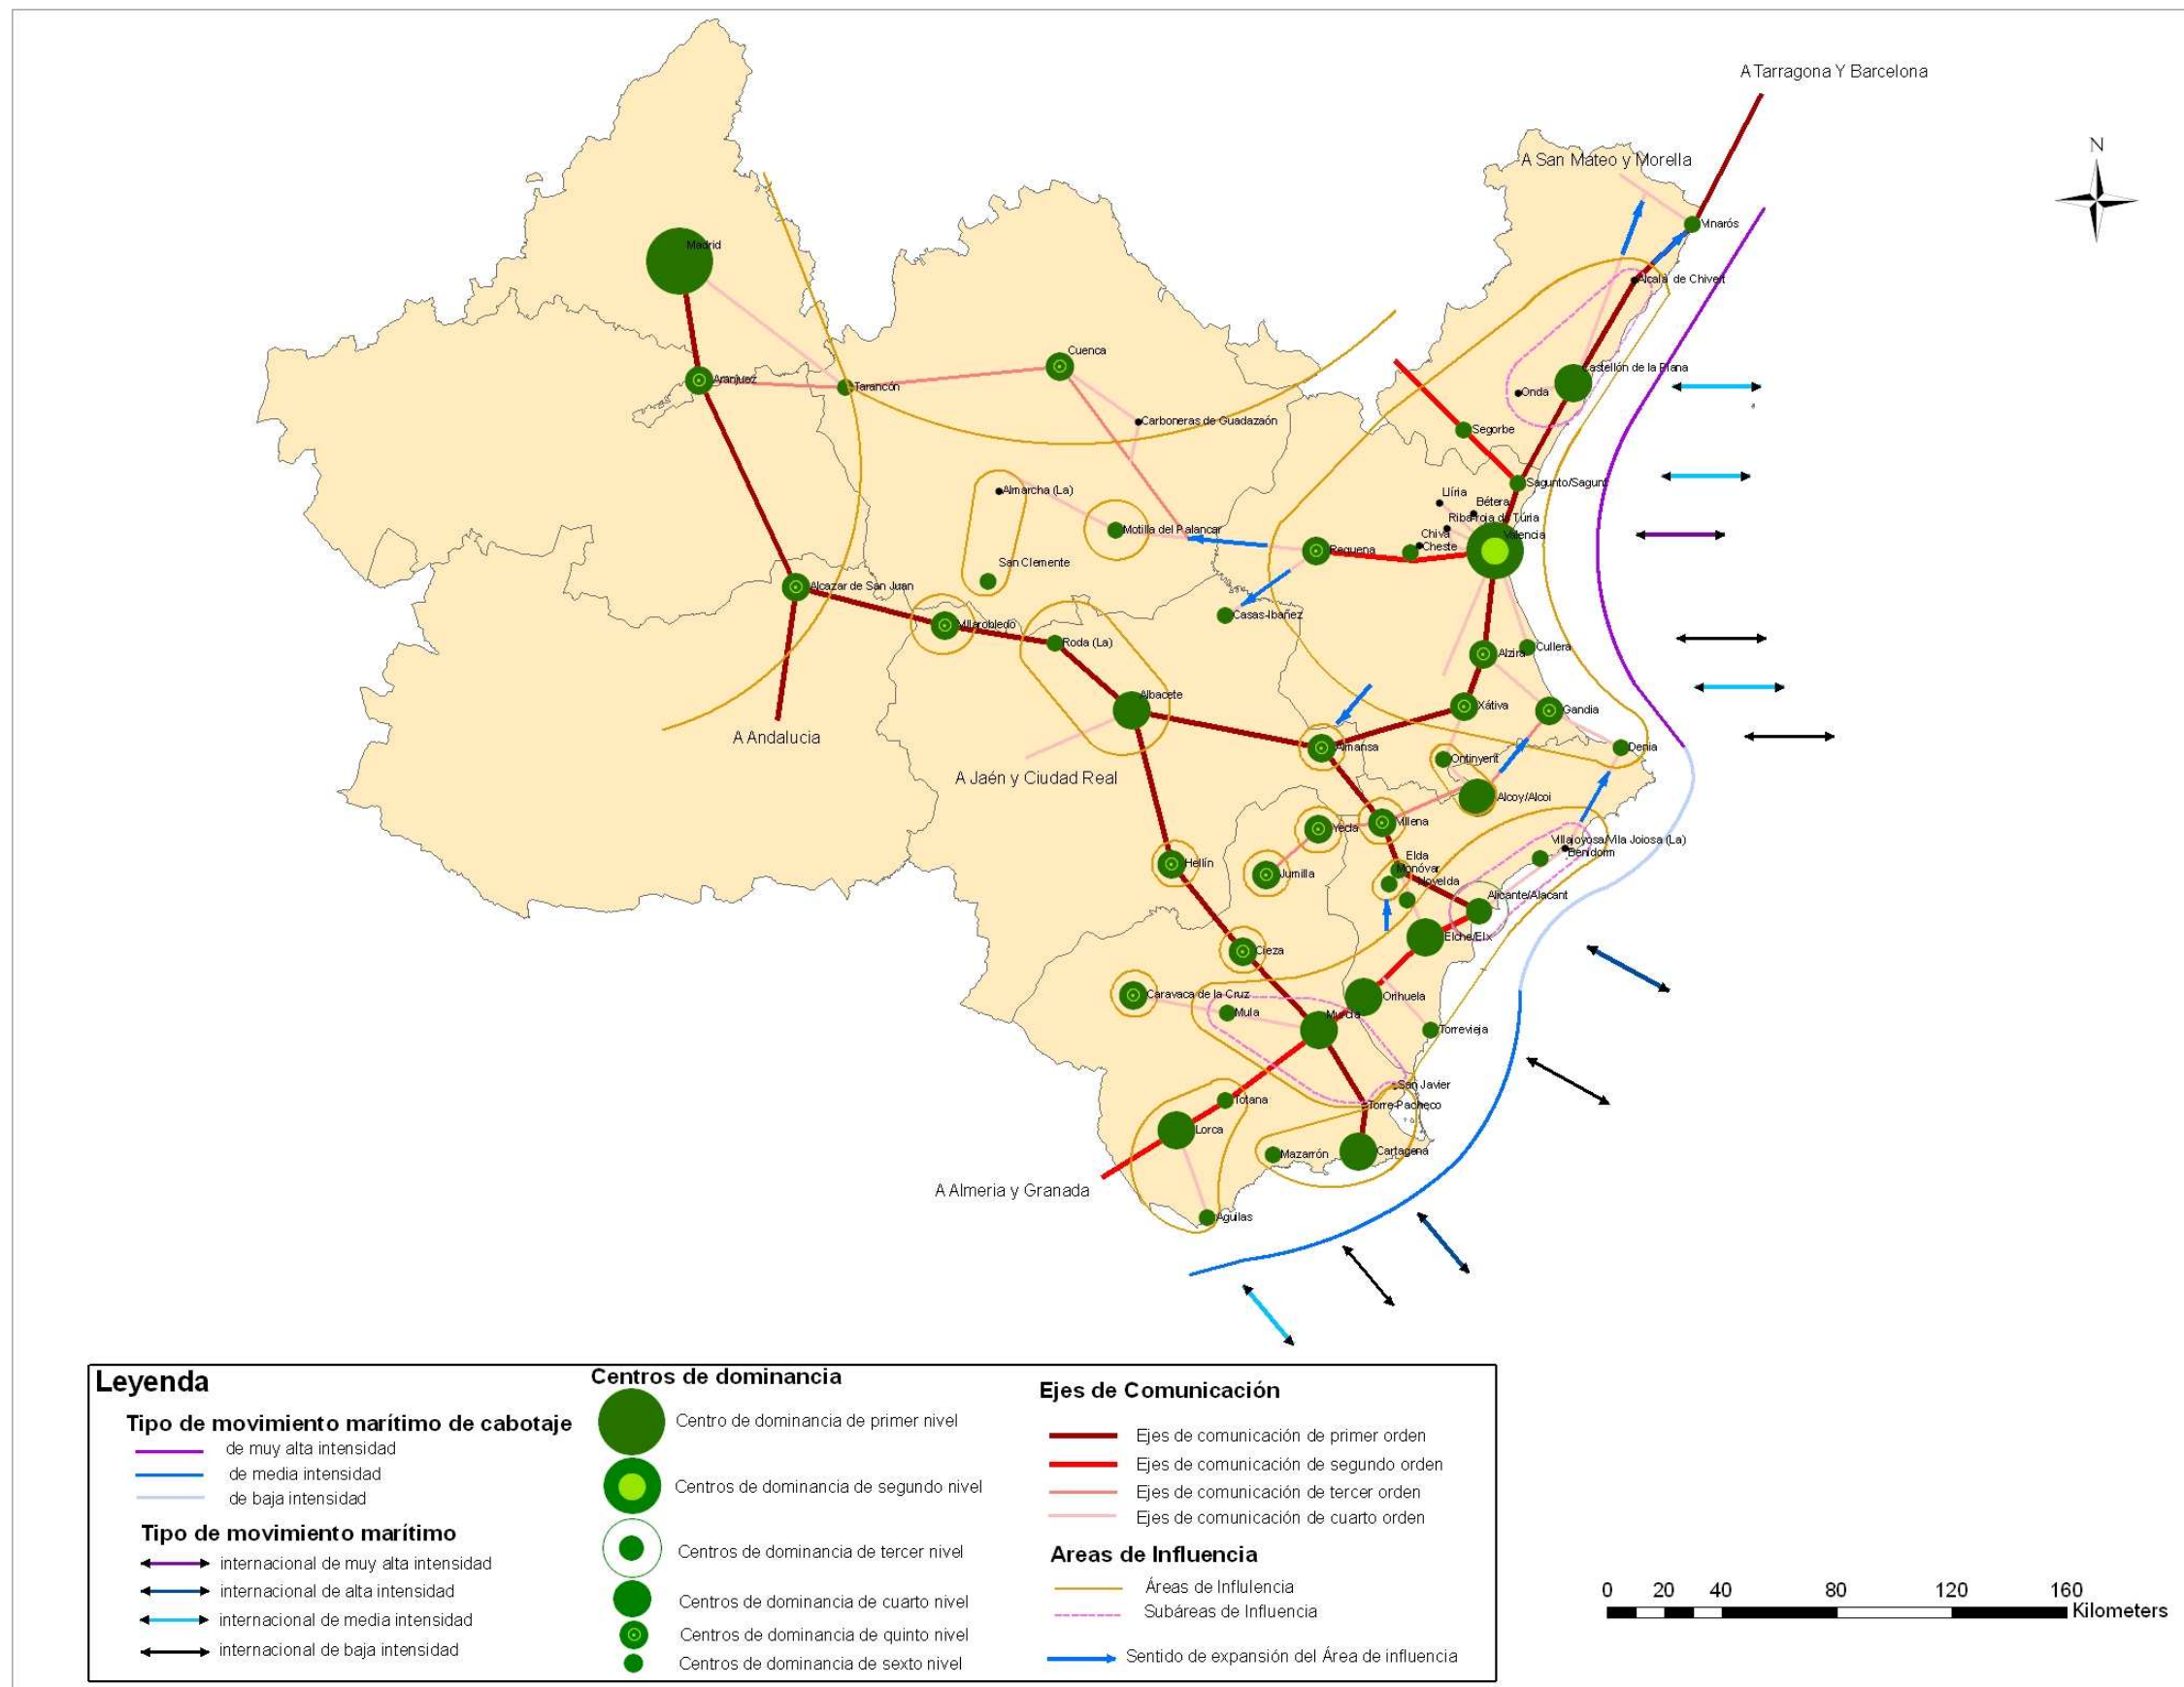 A Tarragona Y Barcelona
N
A San Mateo y Morella
Vinarós
Madrid
Alcalá de Chivert
Cuenca
Castellón de la Plana
Aranjuez
Tarancón
Onda
Carboneras de Guadazaón
Segorbe
Almarcha (La)
Sagunto/Sagunt
Llíria
Bétera
Riba-roja de Túria
Motilla del Palancar
Chiva
Valencia
Cheste
Requena
San Clemente
Alcazar de San Juan
Casas-Ibañez
Villarobledo
Roda (La)
Alzira
Cullera
Albacete
Xátiva
Gandia
A Andalucia
Almansa
Denia
Ontinyent
A Jaén y Ciudad Real
Alcoy/Alcoi
Villena
Yecla
Villajoyosa/Vila Joiosa (La)
Benidorm
Elda
Hellín
Monóvar
Jumilla
Novelda
Alicante/Alacant
Elche/Elx
Cieza
Caravaca de la Cruz
Orihuela
Mula
Murcia
Torrevieja
San Javier
Totana
Torre-Pacheco
Lorca
Mazarrón
Cartagena
A Almeria y Granada
Aguilas
Leyenda
Tipo de movimiento marítimo de cabotaje
de muy alta intensidad
de media intensidad
de baja intensidad
Tipo de movimiento marítimo
internacional de muy alta intensidad
internacional de alta intensidad
internacional de media intensidad
internacional de baja intensidad
Centros de dominancia
Centro de dominancia de primer nivel
Centros de dominancia de segundo nivel
Centros de dominancia de tercer nivel
Centros de dominancia de cuarto nivel
Centros de dominancia de quinto nivel
Centros de dominancia de sexto nivel
Ejes de Comunicación
Ejes de comunicación de primer orden
Ejes de comunicación de segundo orden
Ejes de comunicación de tercer orden
Ejes de comunicación de cuarto orden
Areas de Influencia
Áreas de Influlencia
Subáreas de Influencia
Sentido de expansión del Área de influencia
0 20 40 80 120 160
Kilometers